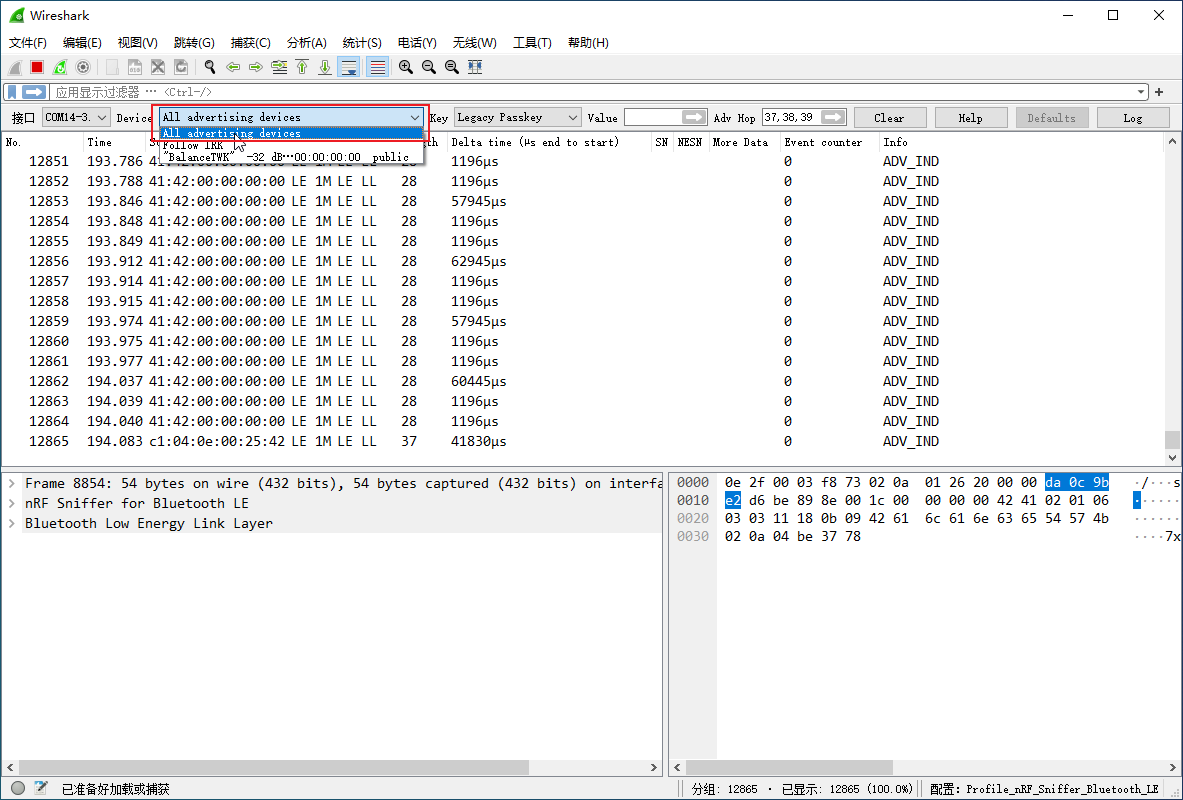 Wireshark
文件(F) 编辑(E) 视图(V) 跳转(G) 捕获(C) 分析(A) 统计(S) 电话(Y) 无线(W) 工具(T) 帮助(H)
应用显示过滤器 … <Ctrl-/>
接口 COM14-3. Device All advertising devices Key Legacy Passkey Value Adv Hop 37,38,39 Clear Help Defaults Log
All advertising devices
Follow IRK
"BalanceTWK" -32 dB…00:00:00:00 public
No. Time Delta time (µs end to start) SN NESN More Data Event counter Info
12851 193.786 1196µs 0 ADV_IND
12852 193.788 41:42:00:00:00:00 LE 1M LE LL 28 1196µs 0 ADV_IND
12853 193.846 41:42:00:00:00:00 LE 1M LE LL 28 57945µs 0 ADV_IND
12854 193.848 41:42:00:00:00:00 LE 1M LE LL 28 1196µs 0 ADV_IND
12855 193.849 41:42:00:00:00:00 LE 1M LE LL 28 1196µs 0 ADV_IND
12856 193.912 41:42:00:00:00:00 LE 1M LE LL 28 62945µs 0 ADV_IND
12857 193.914 41:42:00:00:00:00 LE 1M LE LL 28 1196µs 0 ADV_IND
12858 193.915 41:42:00:00:00:00 LE 1M LE LL 28 1196µs 0 ADV_IND
12859 193.974 41:42:00:00:00:00 LE 1M LE LL 28 57945µs 0 ADV_IND
12860 193.975 41:42:00:00:00:00 LE 1M LE LL 28 1196µs 0 ADV_IND
12861 193.977 41:42:00:00:00:00 LE 1M LE LL 28 1196µs 0 ADV_IND
12862 194.037 41:42:00:00:00:00 LE 1M LE LL 28 60445µs 0 ADV_IND
12863 194.039 41:42:00:00:00:00 LE 1M LE LL 28 1196µs 0 ADV_IND
12864 194.040 41:42:00:00:00:00 LE 1M LE LL 28 1196µs 0 ADV_IND
12865 194.083 c1:04:0e:00:25:42 LE 1M LE LL 37 41830µs 0 ADV_IND
Frame 8854: 54 bytes on wire (432 bits), 54 bytes captured (432 bits) on interfa
nRF Sniffer for Bluetooth LE
Bluetooth Low Energy Link Layer
0000 0e 2f 00 03 f8 73 02 0a 01 26 20 00 00 da 0c 9b ·/···s
0010 e2 d6 be 89 8e 00 1c 00 00 00 00 42 41 02 01 06 ······
0020 03 03 11 18 0b 09 42 61 6c 61 6e 63 65 54 57 4b ······
0030 02 0a 04 be 37 78 ····7x
已准备好加载或捕获 分组: 12865 · 已显示: 12865 (100.0%) 配置: Profile_nRF_Sniffer_Bluetooth_LE